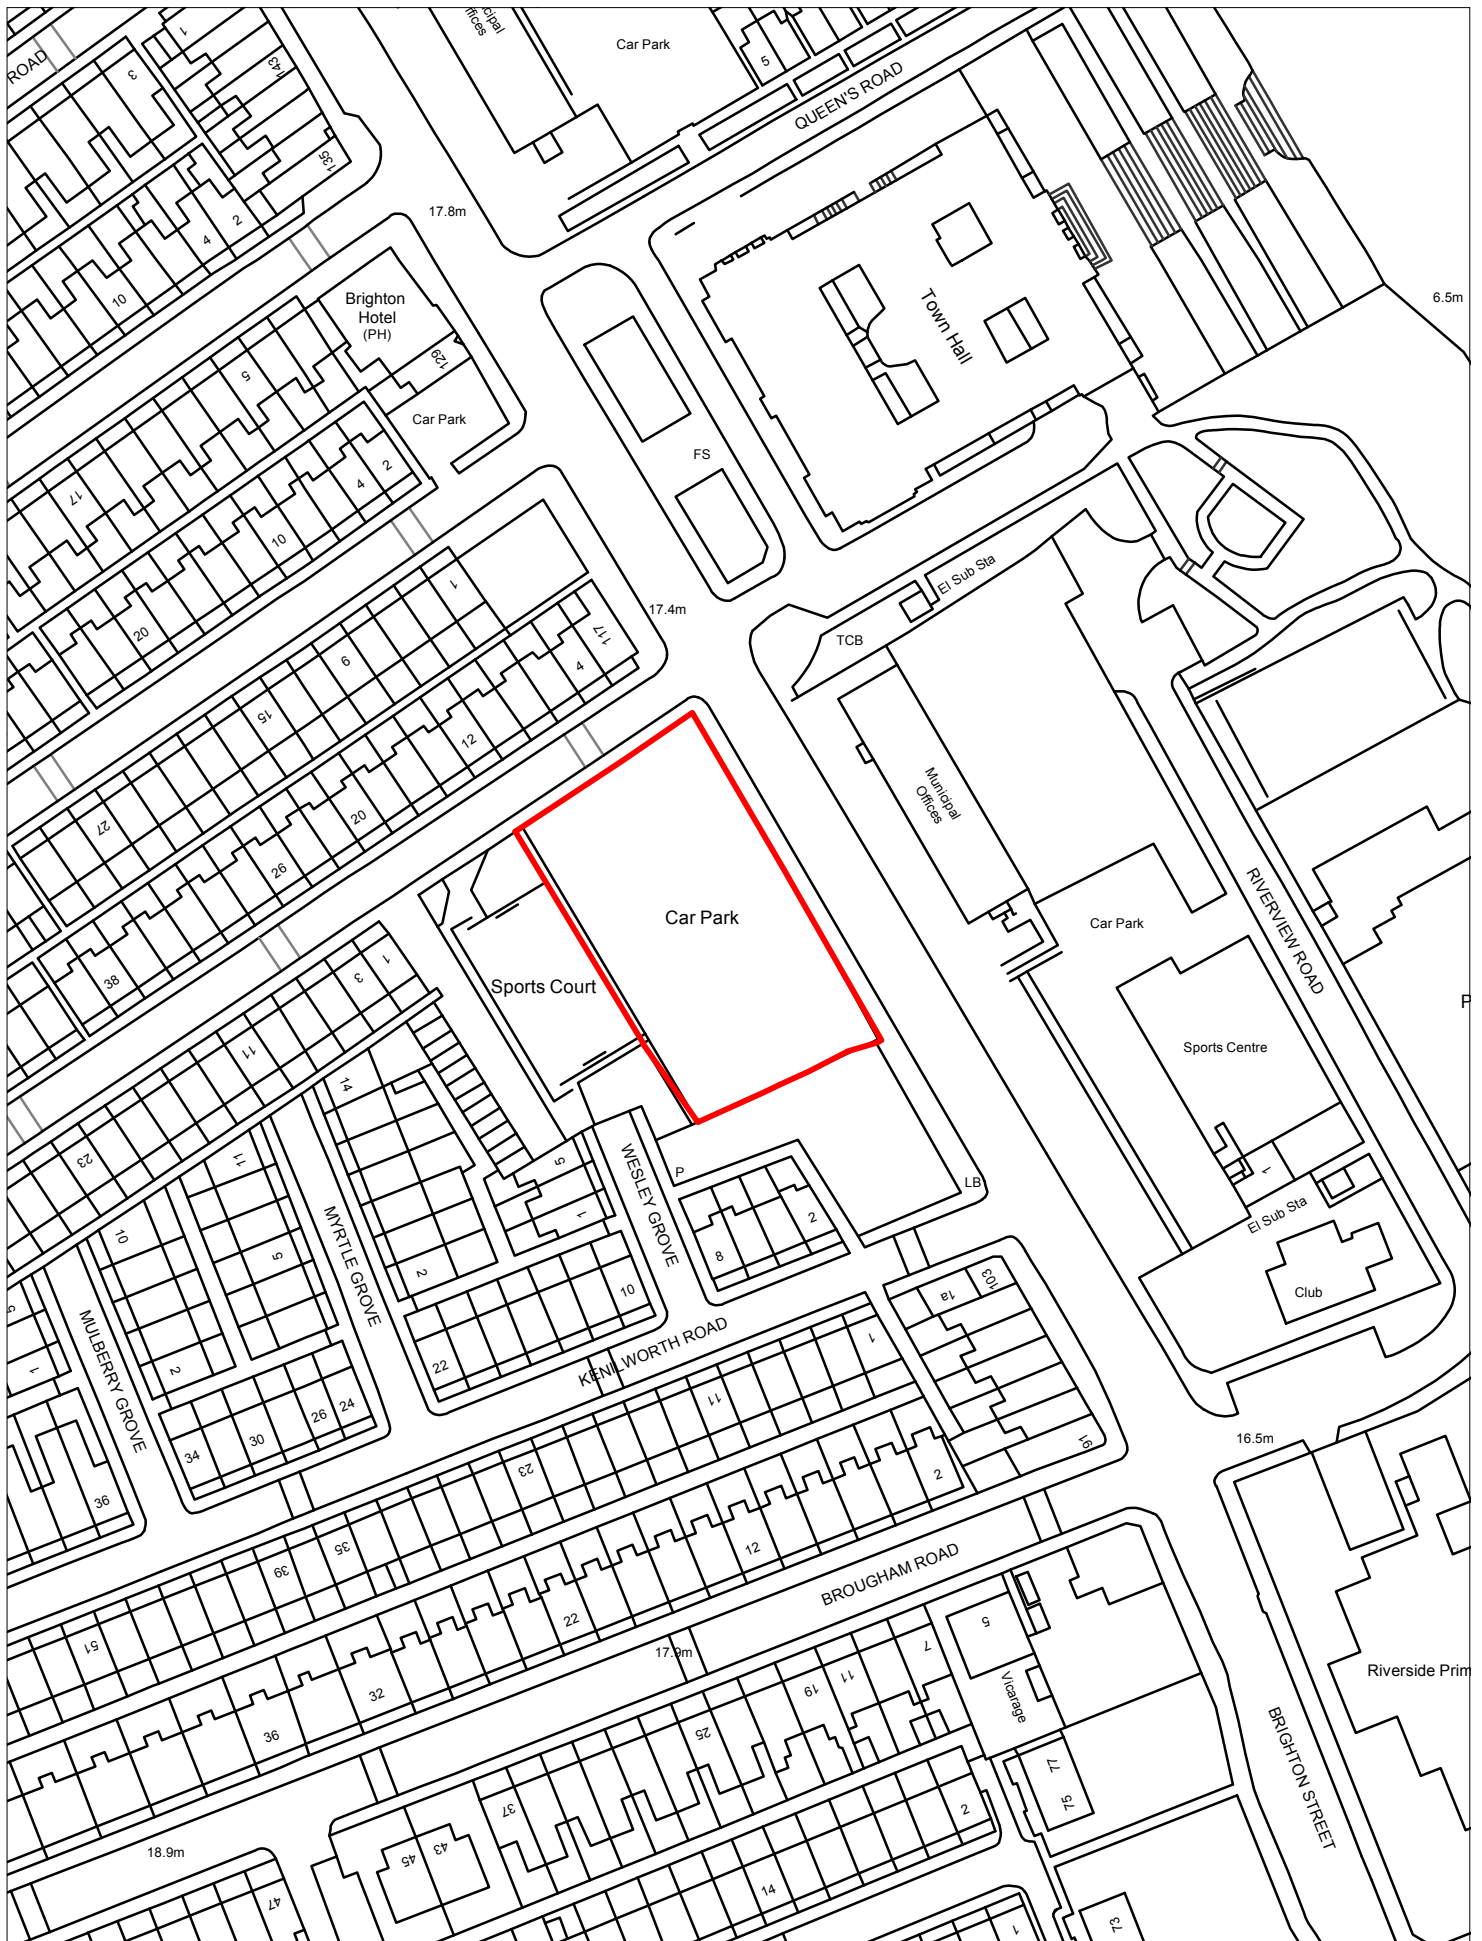 ROAD
1
3
143
135
cipal
ffices
Car Park
5
QUEEN'S ROAD
17.8m
2
4
10
Brighton
Hotel
(PH)
129
Car Park
5
17
2
4
10
20
FS
Town Hall
6.5m
El Sub Sta
TCB
17.4m
1
9
15
27
117
4
12
20
26
38
Municipal
Offices
Car Park
RIVERVIEW ROAD
P
Car Park
Sports Court
Sports Centre
1
3
11
23
14
5
1
WESLEY GROVE
P
LB
2
8
10
22
1
El Sub Sta
Club
11
10
5
2
MYRTLE GROVE
2
5
1
MULBERRY GROVE
KENILWORTH ROAD
1a
103
1
11
23
35
39
51
91
34
30
26
24
36
16.5m
2
12
22
32
36
BROUGHAM ROAD
17.9m
5
7
11
19
25
37
Vicarage
Riverside Prim
BRIGHTON STREET
77
75
43
45
18.9m
47
2
14
1
73